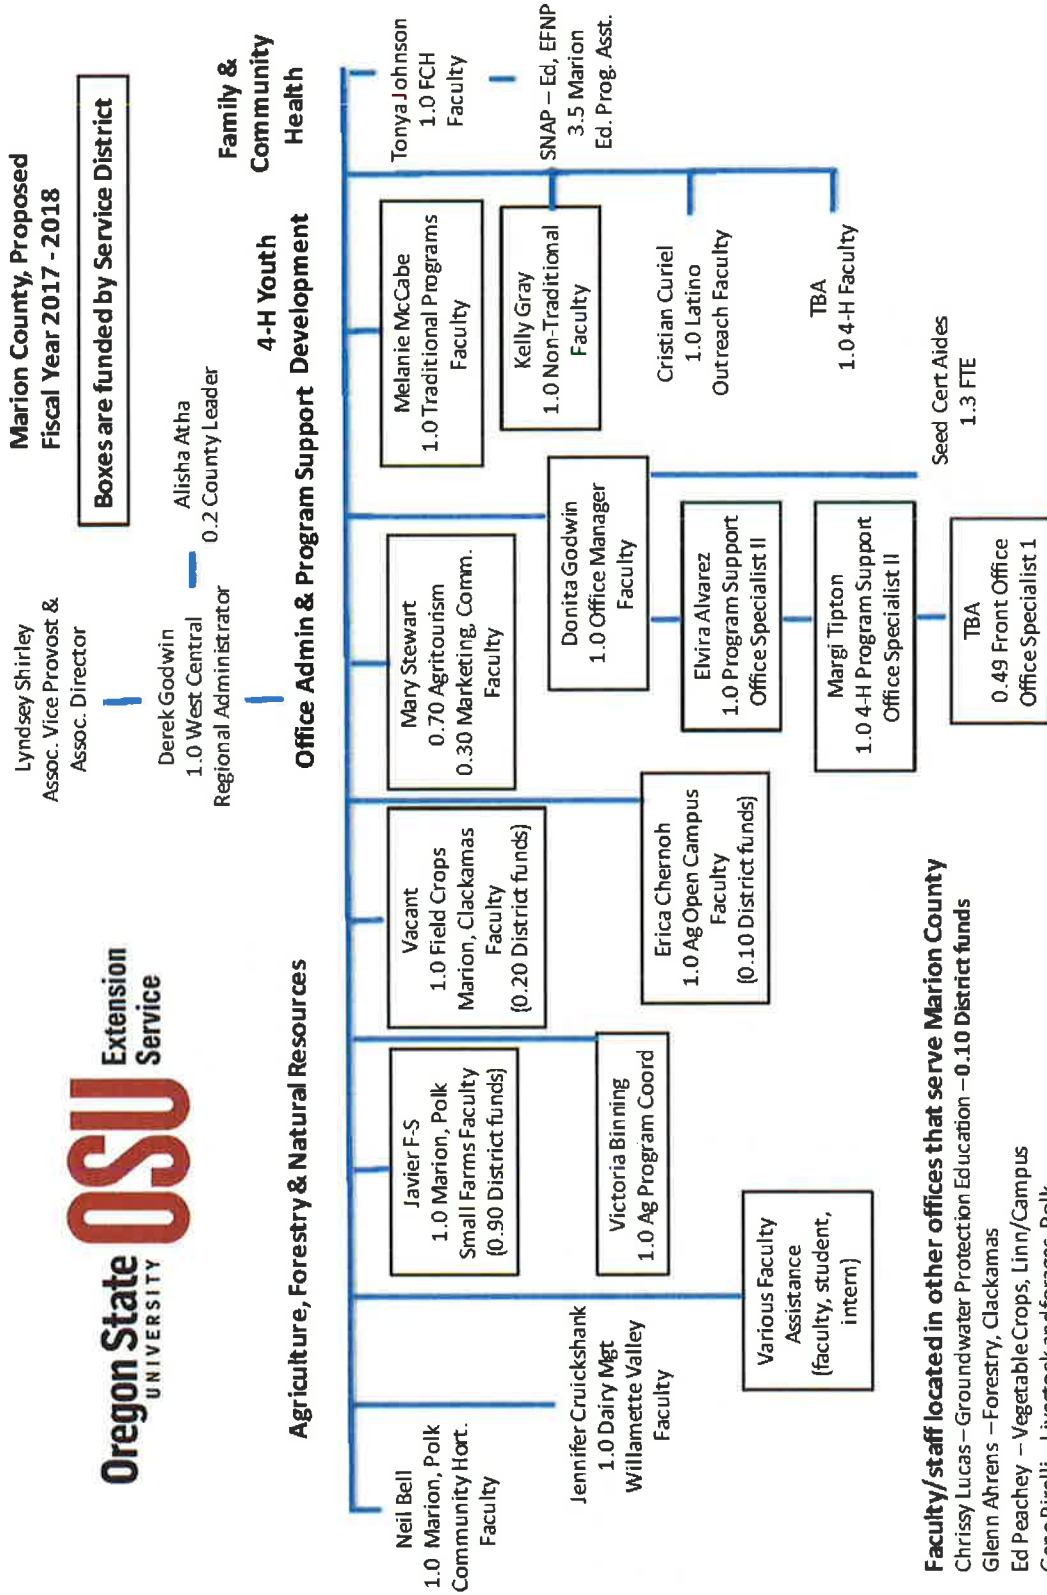 Oregon State
UNIVERSITY
OSU
Extension
Service
Marion County, Proposed
Fiscal Year 2017 - 2018
Boxes are funded by Service District
Lyndsey Shirley
Assoc. Vice Provost &
Assoc. Director
Derek Godwin
1.0 West Central
Regional Administrator
Alisha Atha
0.2 County Leader
Agriculture, Forestry & Natural Resources
Office Admin & Program Support
4-H Youth
Development
Family &
Community
Health
Neil Bell
1.0 Marion, Polk
Community Hort.
Faculty
Jennifer Cruickshank
1.0 Dairy Mgt
Willamette Valley
Faculty
Various Faculty
Assistance
(faculty, student,
intern)
Javier F-S
1.0 Marion, Polk
Small Farms Faculty
(0.90 District funds)
Victoria Binning
1.0 Ag Program Coord
Vacant
1.0 Field Crops
Marion, Clackamas
Faculty
(0.20 District funds)
Erica Chernoh
1.0 Ag Open Campus
Faculty
(0.10 District funds)
Mary Stewart
0.70 Agritourism
0.30 Marketing, Comm.
Faculty
Donita Godwin
1.0 Office Manager
Faculty
Elvira Alvarez
1.0 Program Support
Office Specialist II
Margi Tipton
1.0 4-H Program Support
Office Specialist II
TBA
0.49 Front Office
Office Specialist 1
Seed Cert Aides
1.3 FTE
Melanie McCabe
1.0 Traditional Programs
Faculty
Kelly Gray
1.0 Non-Traditional
Faculty
Cristian Curiel
1.0 Latino
Outreach Faculty
TBA
1.0 4-H Faculty
Tonya Johnson
1.0 FCH
Faculty
SNAP – Ed, EFNP
3.5 Marion
Ed. Prog. Asst.
Faculty/staff located in other offices that serve Marion County
Chrissy Lucas – Groundwater Protection Education – 0.10 District funds
Glenn Ahrens – Forestry, Clackamas
Ed Peachey – Vegetable Crops, Linn/Campus
Gene Pirelli – Livestock and forages, Polk